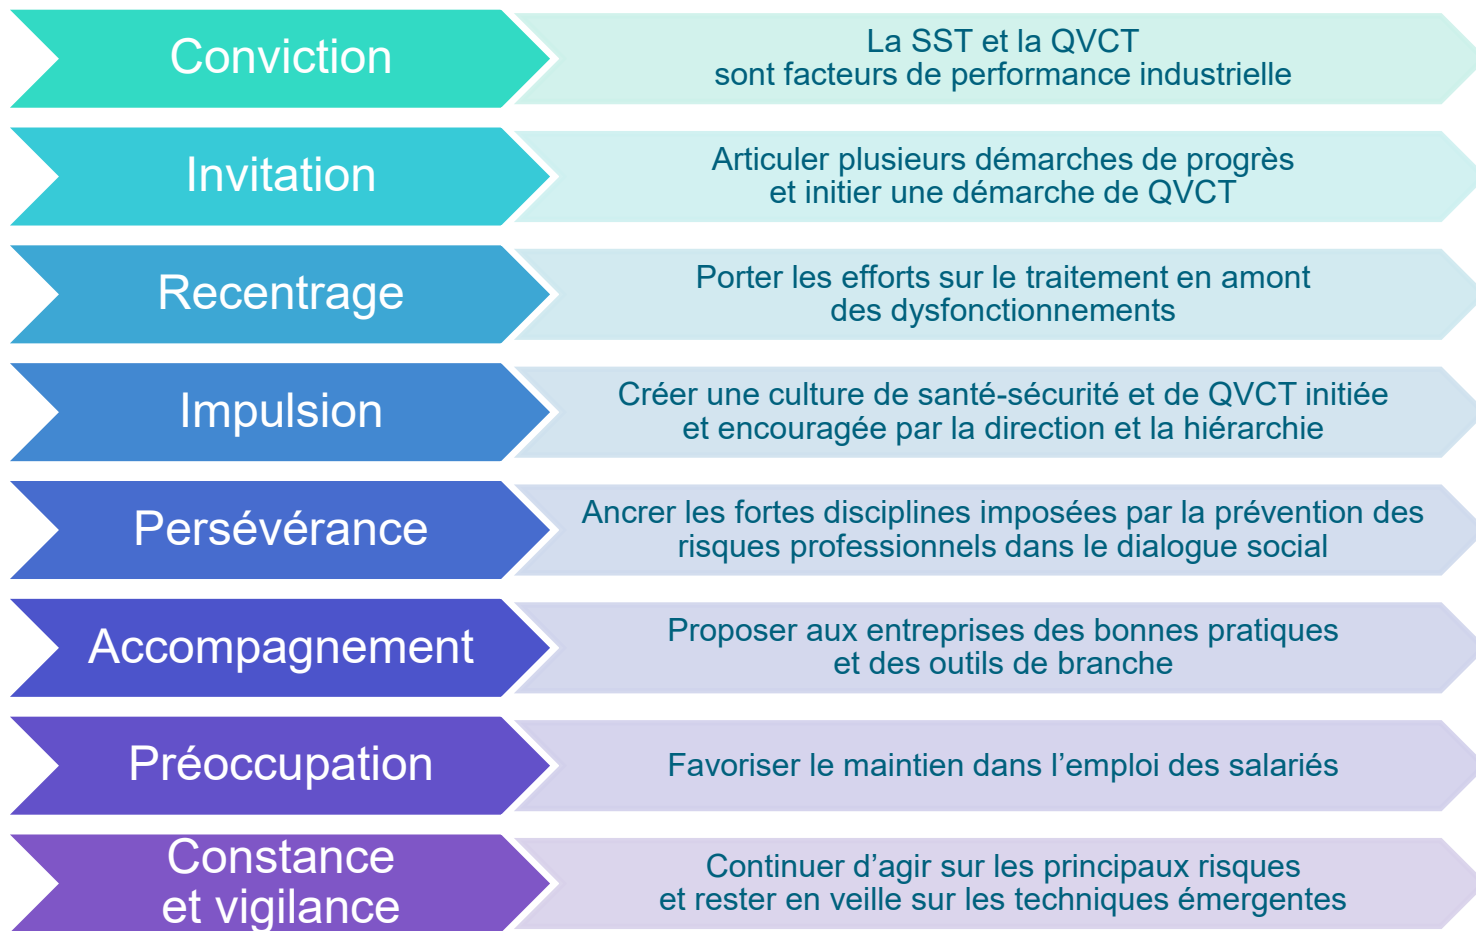 Conviction
La SST et la QVCT
sont facteurs de performance industrielle
Invitation
Articuler plusieurs démarches de progrès
et initier une démarche de QVCT
Recentrage
Porter les efforts sur le traitement en amont
des dysfonctionnements
Impulsion
Créer une culture de santé-sécurité et de QVCT initiée
et encouragée par la direction et la hiérarchie
Persévérance
Ancrer les fortes disciplines imposées par la prévention des
risques professionnels dans le dialogue social
Accompagnement
Proposer aux entreprises des bonnes pratiques
et des outils de branche
Préoccupation
Favoriser le maintien dans l’emploi des salariés
Constance
et vigilance
Continuer d’agir sur les principaux risques
et rester en veille sur les techniques émergentes